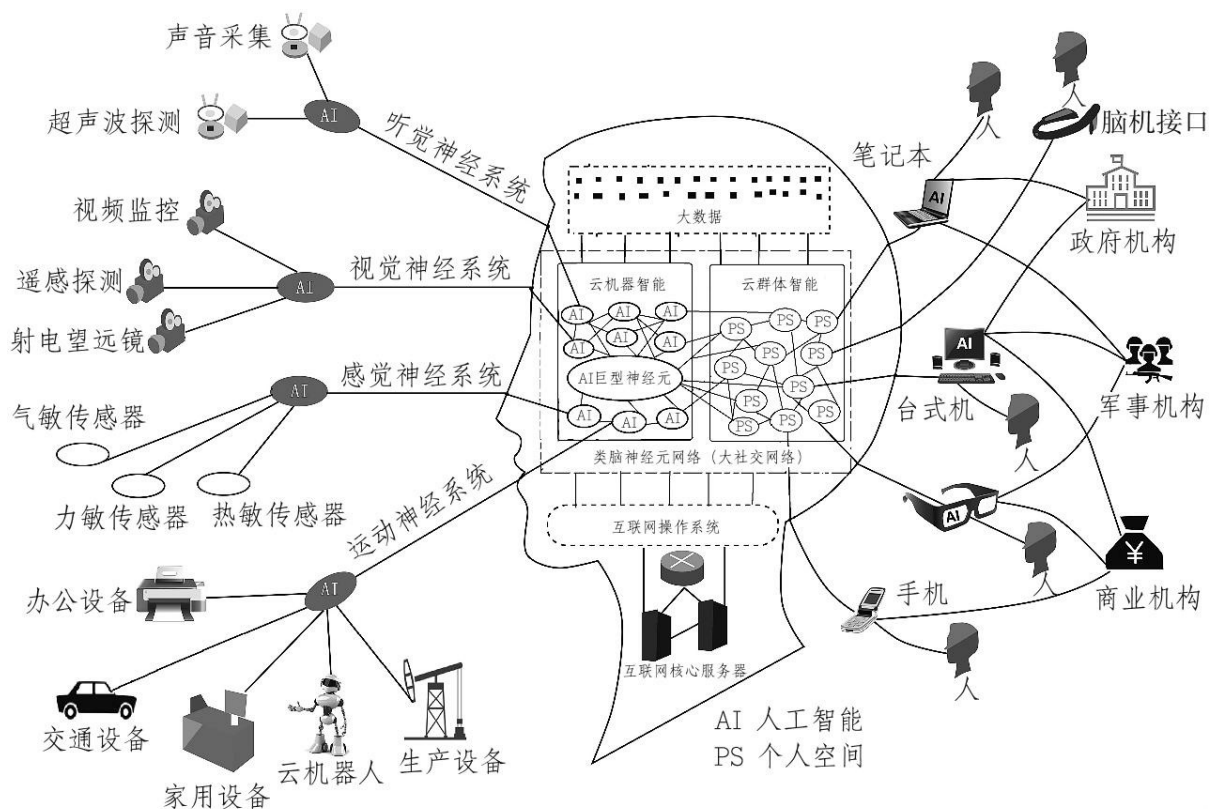 声音采集
AI
超声波探测
听觉神经系统
视频监控
遥感探测
AI
射电望远镜
视觉神经系统
气敏传感器
AI
力敏传感器
热敏传感器
感觉神经系统
办公设备
AI
运动神经系统
交通设备
家用设备
云机器人
生产设备
大数据
云机器智能
AI
AI
AI
AI
AI
AI
AI巨型神经元
AI
AI
AI
云群体智能
PS
PS
PS
PS
PS
PS
PS
PS
PS
PS
PS
PS
类脑神经元网络（大社交网络）
互联网操作系统
互联网核心服务器
AI 人工智能
PS 个人空间
人
人
脑机接口
笔记本
AI
政府机构
AI
台式机
人
军事机构
AI
人
商业机构
手机
人